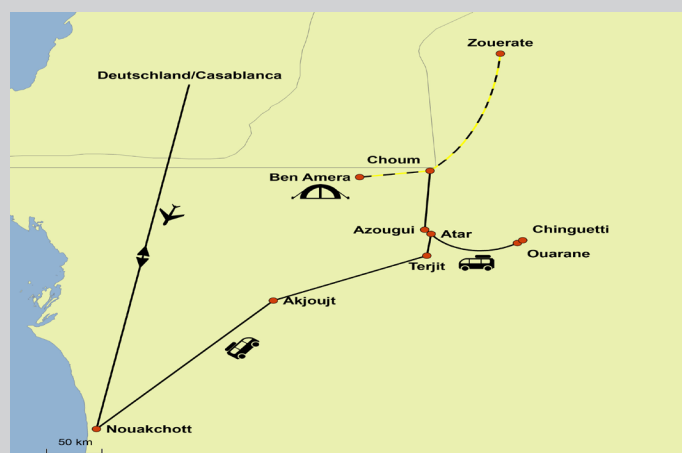 Zouerate
Deutschland/Casablanca
Choum
Ben Amera
Azougui
Atar
Chinguetti
Ouarane
Terjit
Akjoujt
Nouakchott
50 km